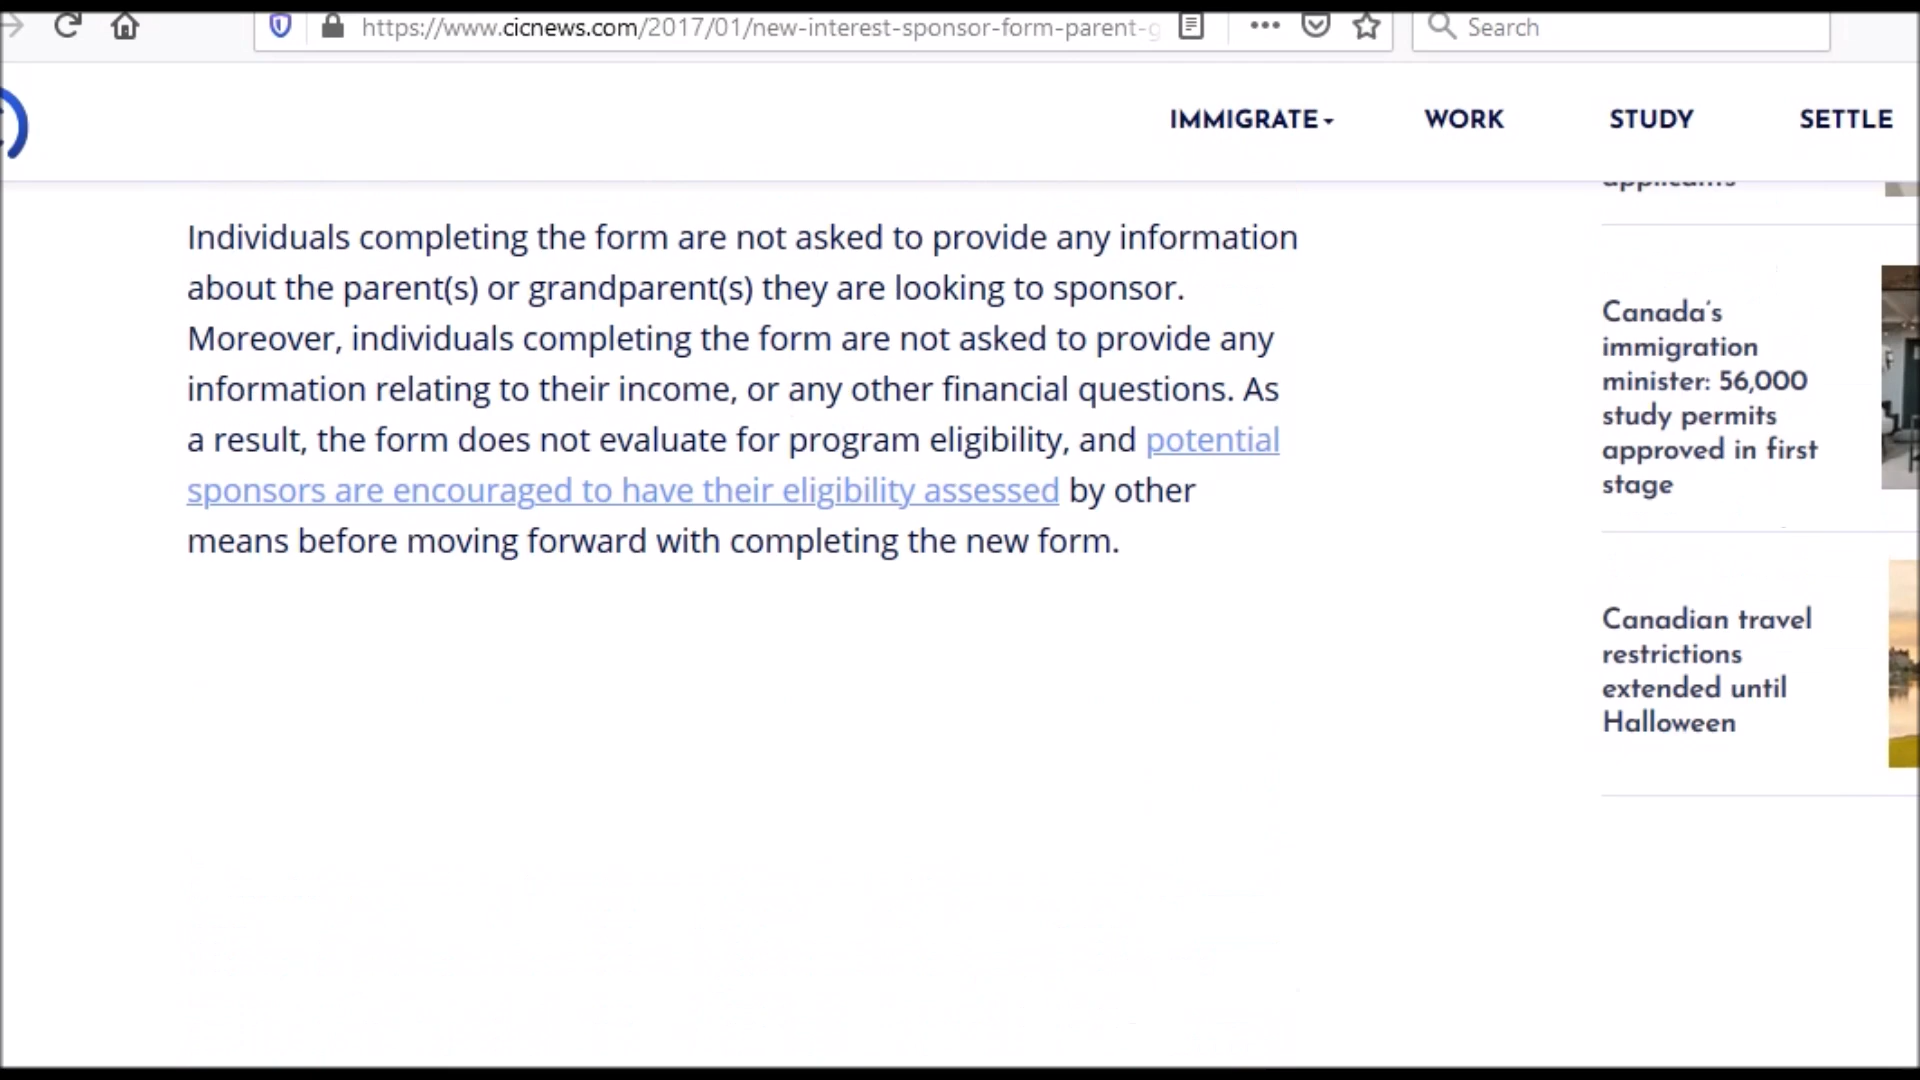 https://www.cicnews.com/2017/01/new-interest-sponsor-form-parent-g
Search
IMMIGRATE
WORK
STUDY
SETTLE
Individuals completing the form are not asked to provide any information
about the parent(s) or grandparent(s) they are looking to sponsor.
Moreover, individuals completing the form are not asked to provide any
information relating to their income, or any other financial questions. As
a result, the form does not evaluate for program eligibility, and potential
sponsors are encouraged to have their eligibility assessed by other
means before moving forward with completing the new form.
applicants
Canada's
immigration
minister: 56,000
study permits
approved in first
stage
Canadian travel
restrictions
extended until
Halloween